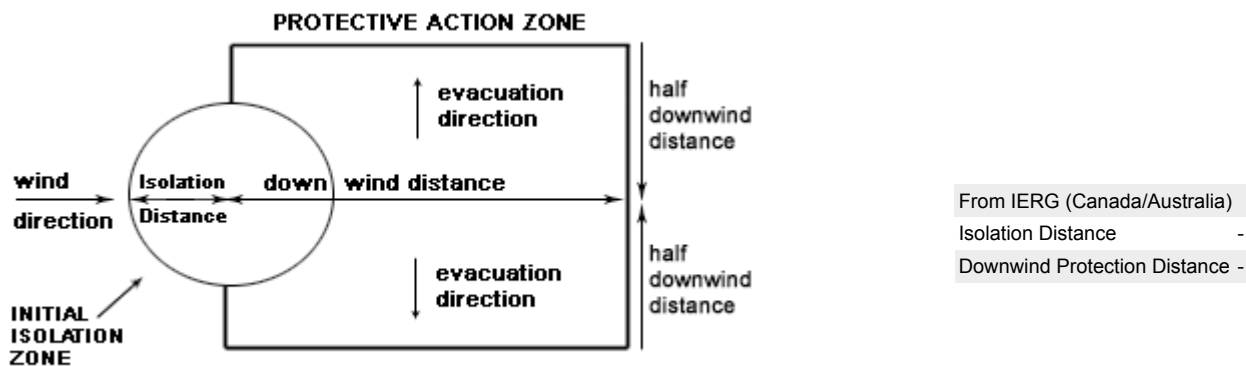 PROTECTIVE ACTION ZONE
evacuation
direction
half
downwind
distance
wind
direction
Isolation
Distance
down wind distance
evacuation
direction
half
downwind
distance
INITIAL
ISOLATION
ZONE
From IERG (Canada/Australia)
Isolation Distance -
Downwind Protection Distance -